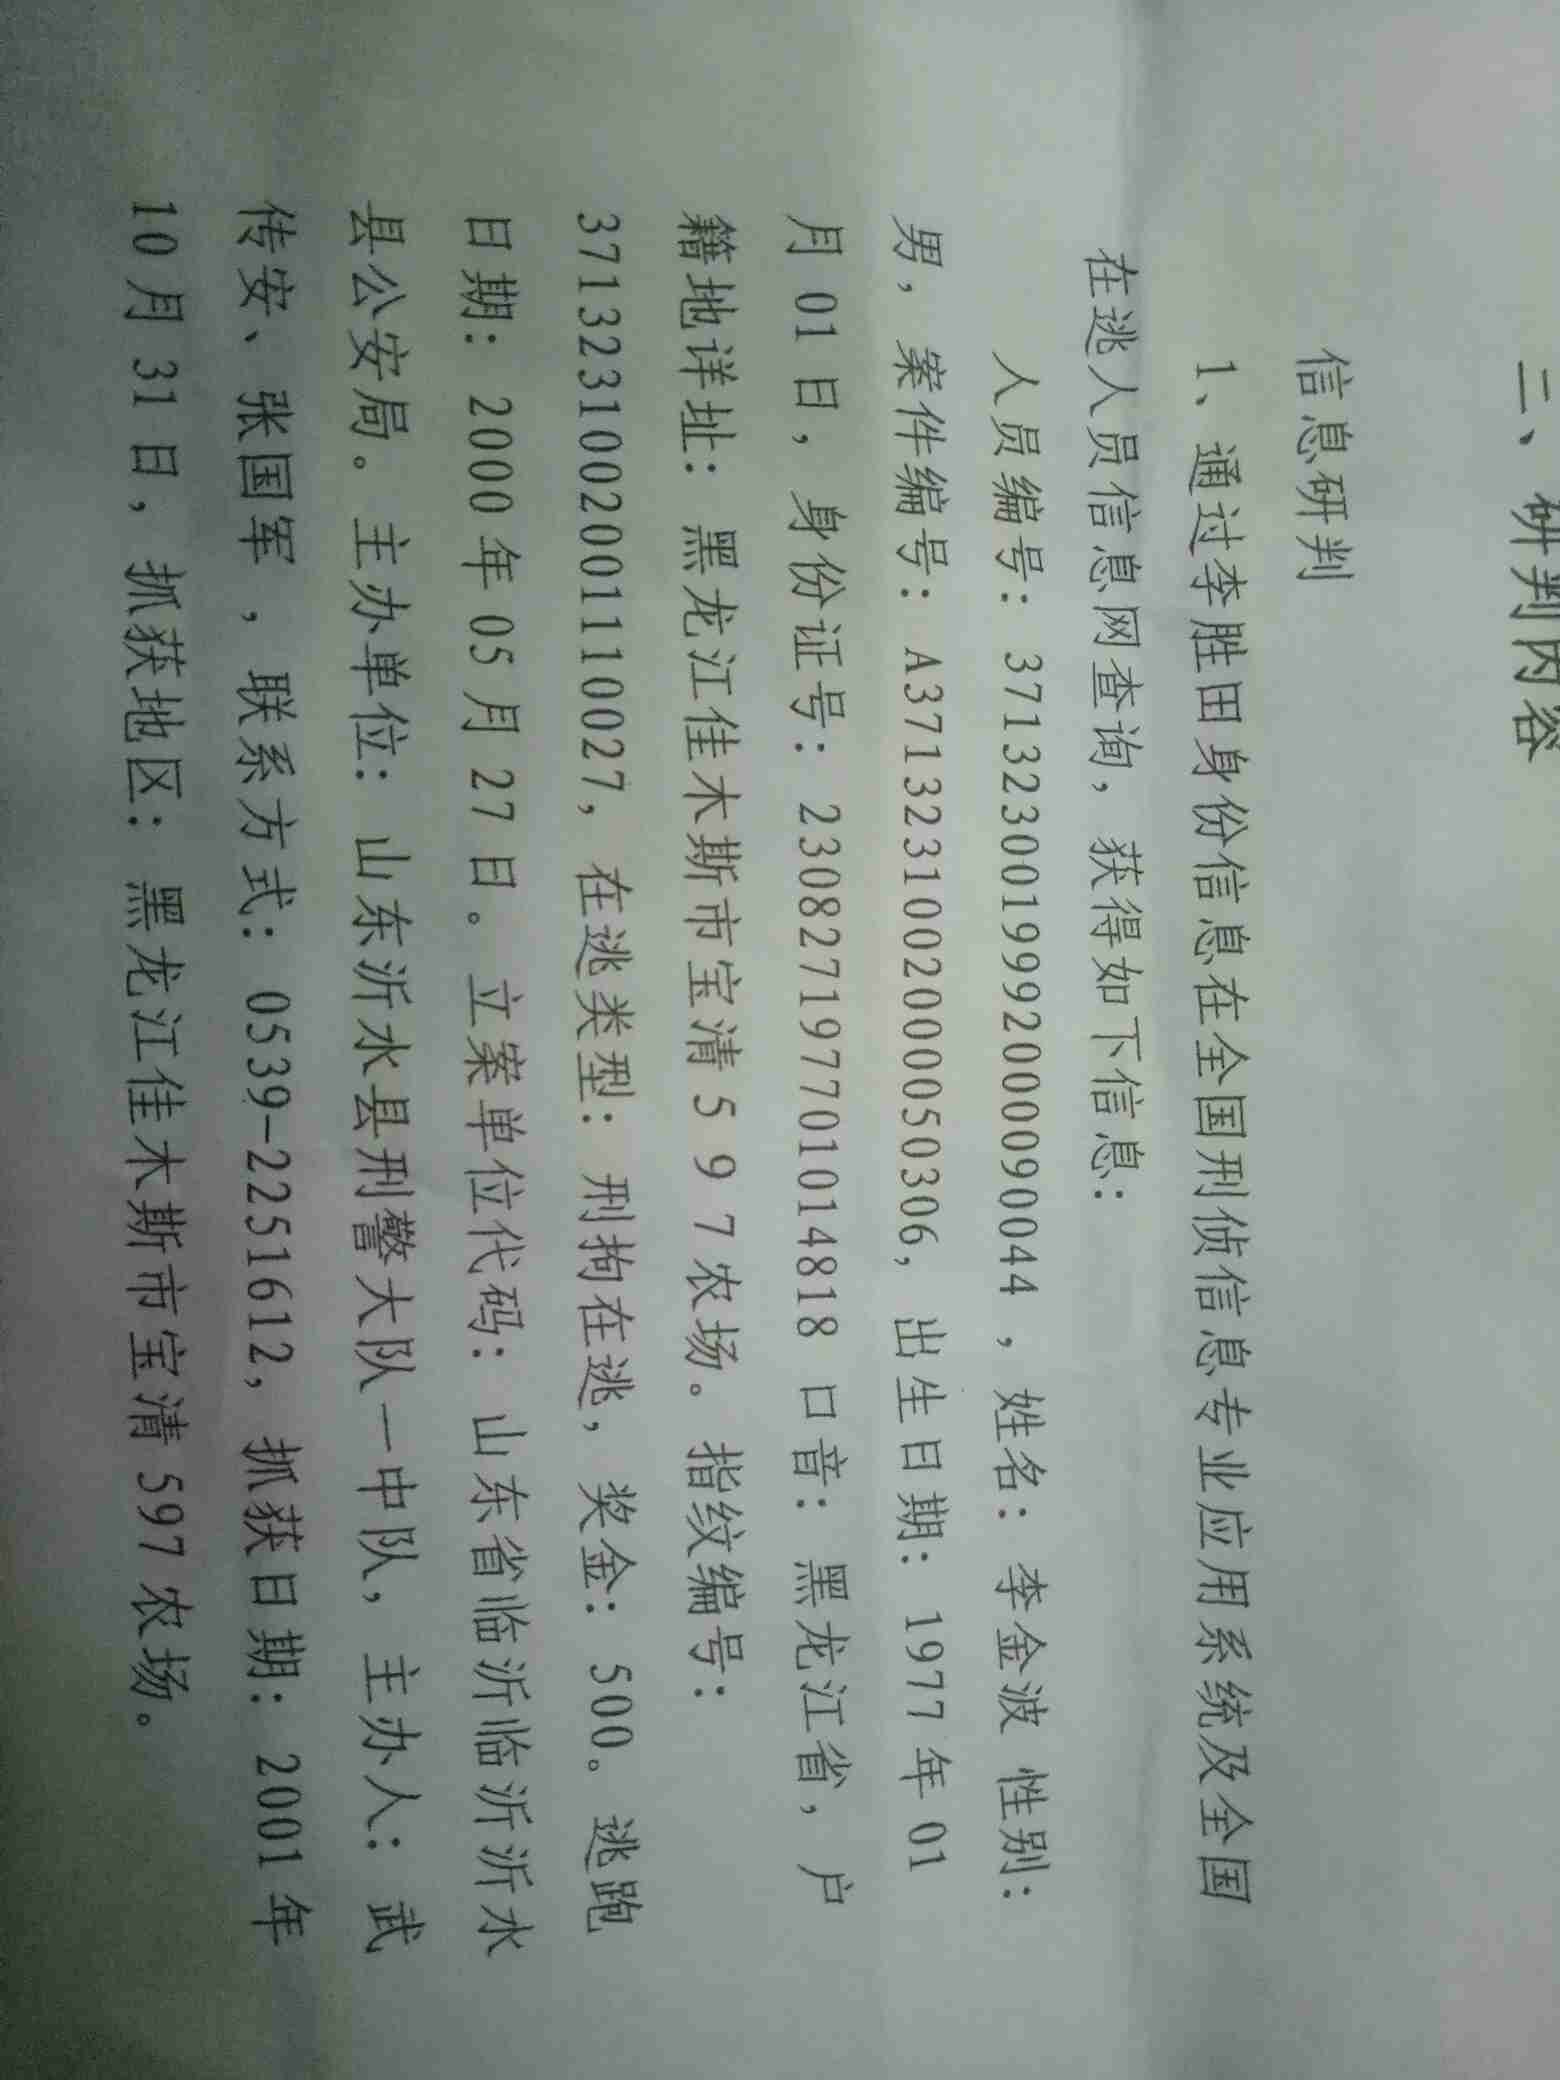 二、研判内容
信息研判
1、通过李胜田身份信息在全国刑侦信息专业应用系统及全国
在逃人员信息网查询，获得如下信息：
人员编号：3713230019992000090044，姓名：李金波 性别：
男，案件编号：A3713231002000050306，出生日期：1977年01
月01日，身份证号：230827197701014818 口音：黑龙江省，户
籍地详址：黑龙江佳木斯市宝清５９７农场。指纹编号：
3713231002001110027，在逃类型：刑拘在逃，奖金：500。逃跑
日期：2000年05月27日。立案单位代码：山东省临沂临沂沂水
县公安局。主办单位：山东沂水县刑警大队一中队，主办人：武
传安、张国军 ，联系方式：0539-2251612，抓获日期：2001年
10月31日，抓获地区：黑龙江佳木斯市宝清597农场。